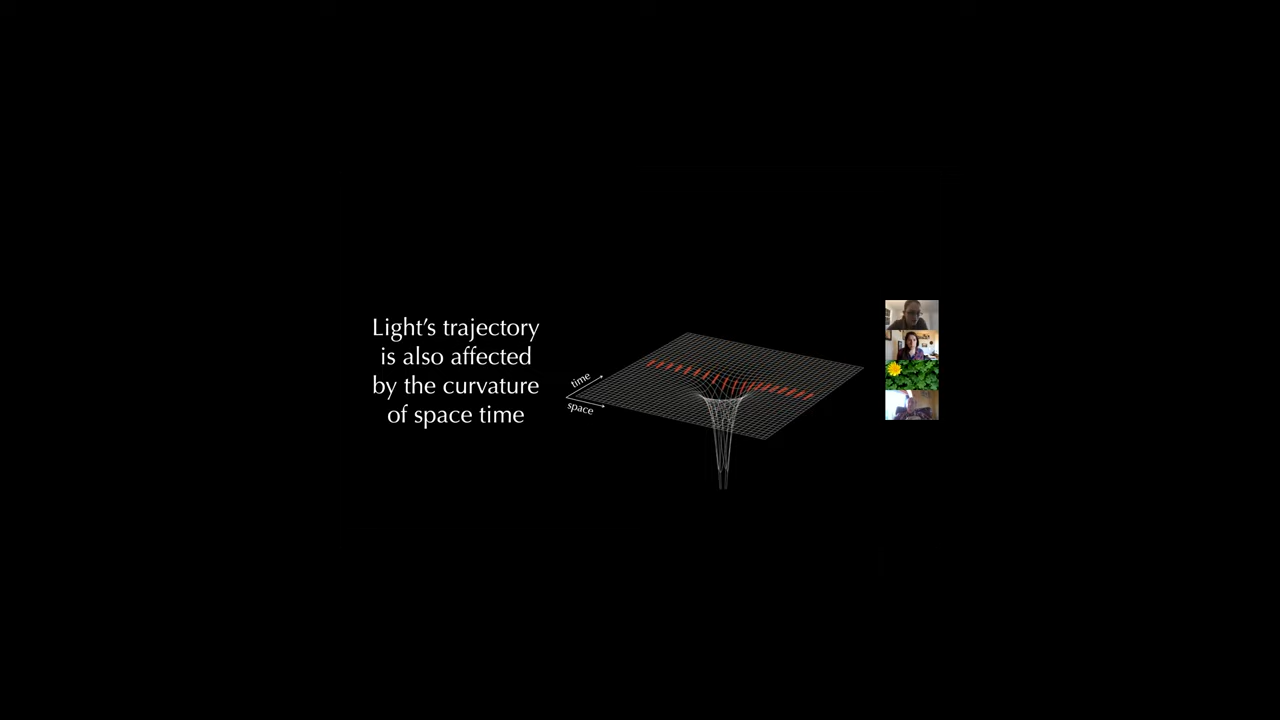 Light’s trajectory
is also affected
by the curvature
of space time
time
space